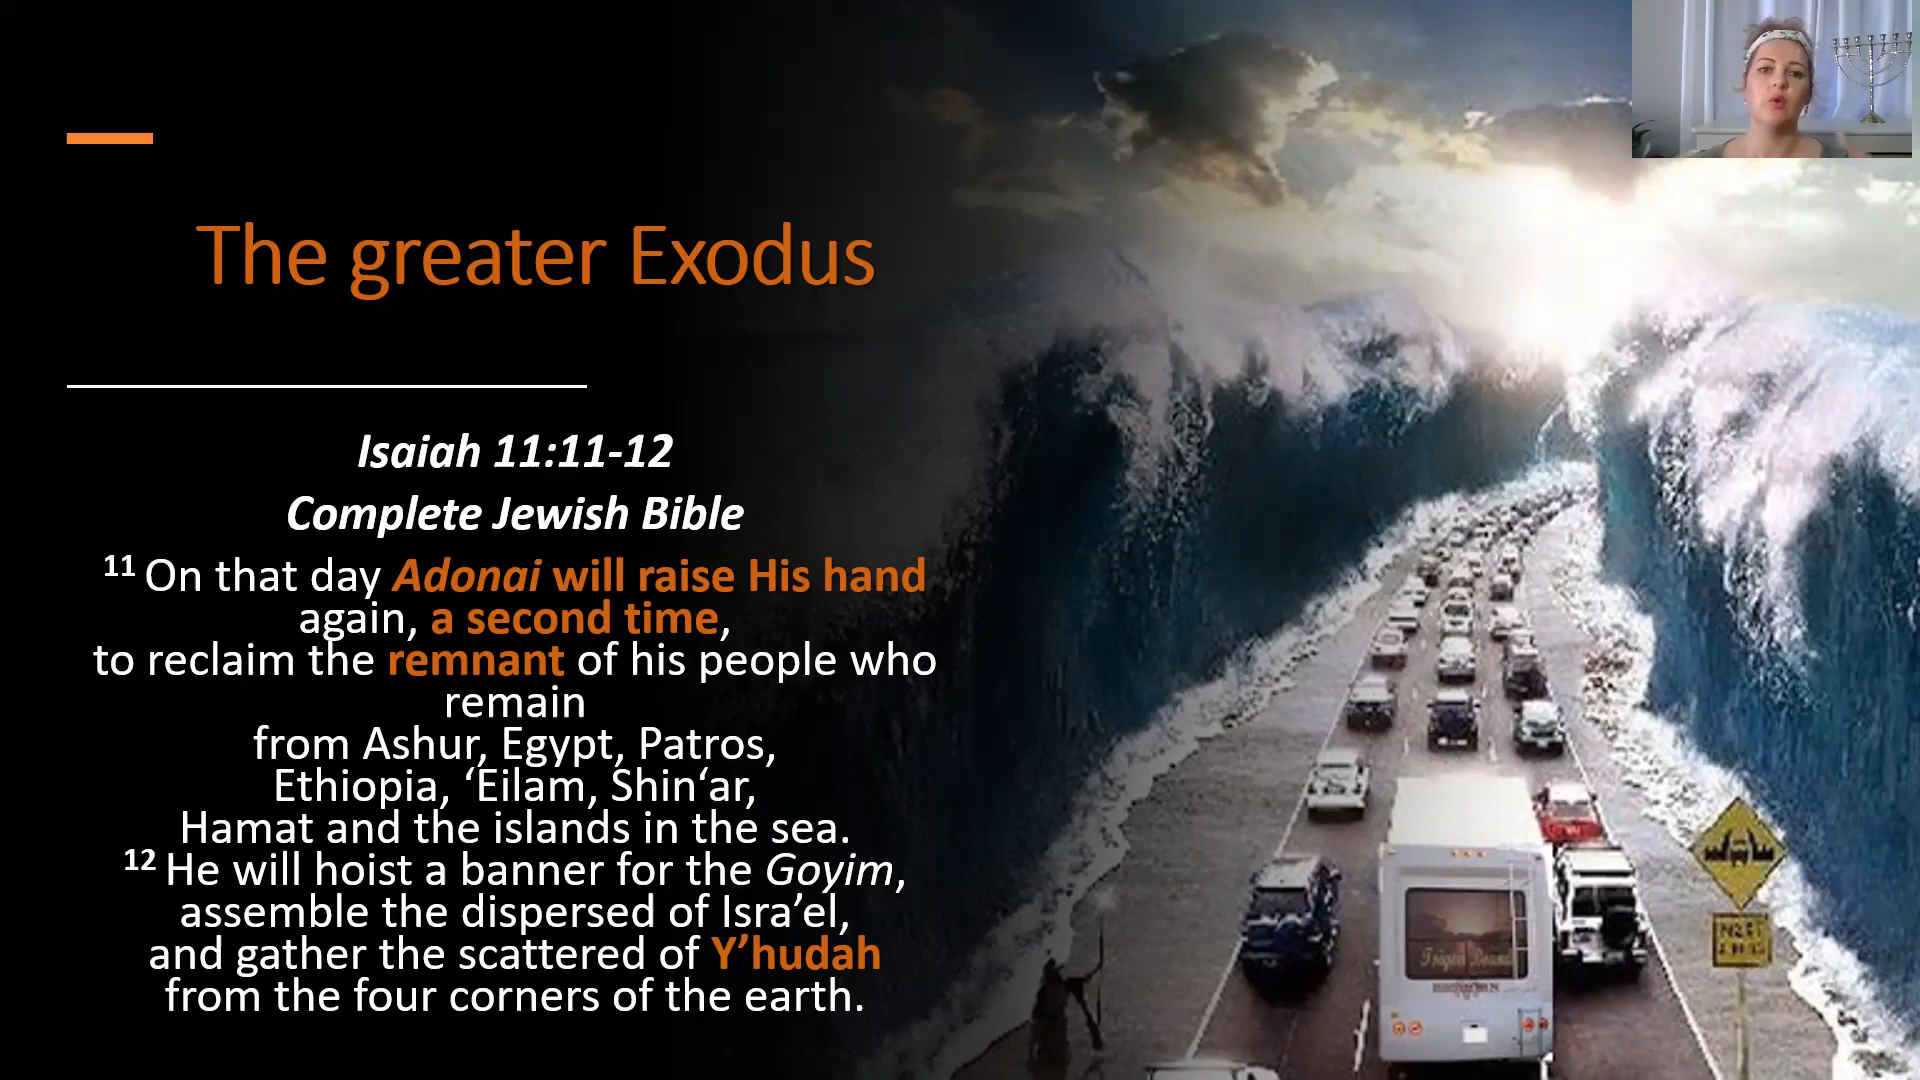 The greater Exodus
Isaiah 11:11-12
Complete Jewish Bible
11 On that day Adonai will raise His hand
again, a second time,
to reclaim the remnant of his people who
remain
from Ashur, Egypt, Patros,
Ethiopia, ‘Eilam, Shin‘ar,
Hamat and the islands in the sea.
12 He will hoist a banner for the Goyim,
assemble the dispersed of Isra’el,
and gather the scattered of Y’hudah
from the four corners of the earth.